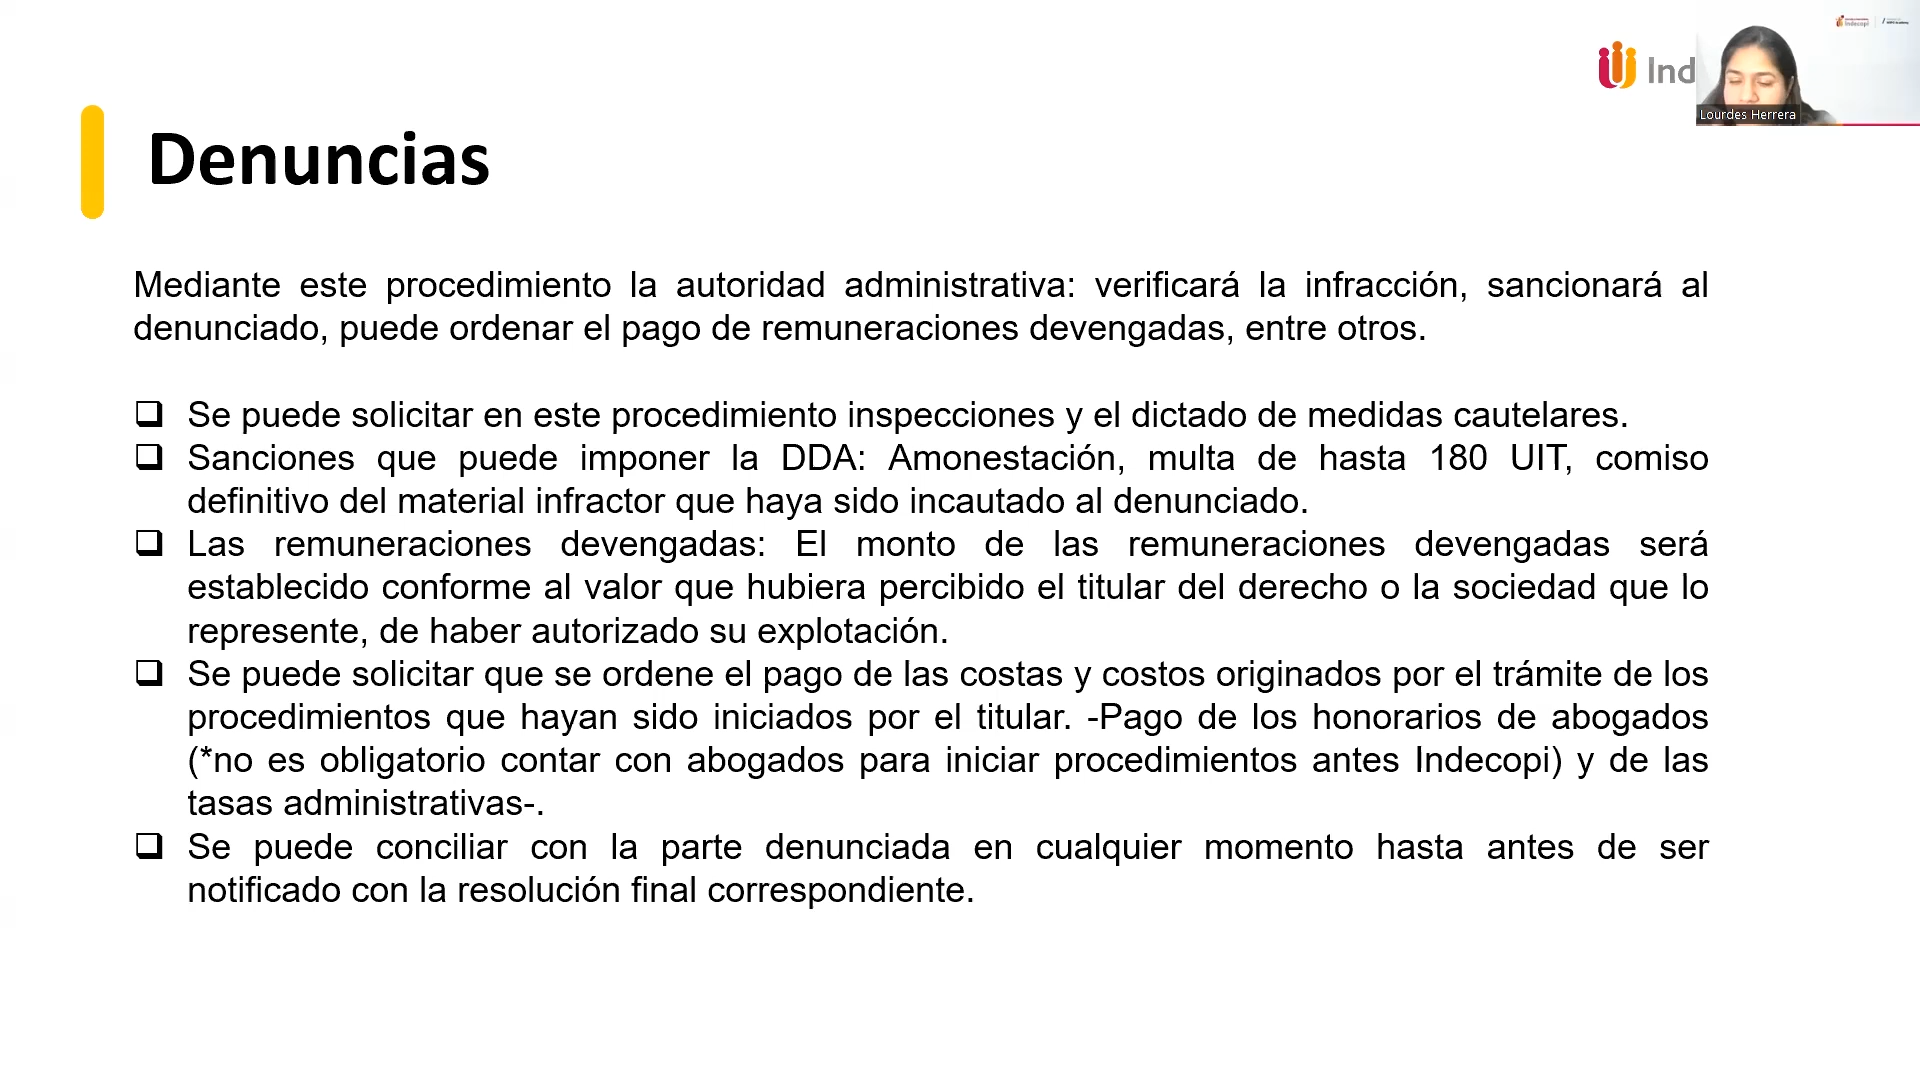 Ind
Lourdes Herrera
Denuncias
Mediante este procedimiento la autoridad administrativa: verificará la infracción, sancionará al
denunciado, puede ordenar el pago de remuneraciones devengadas, entre otros.
❑ Se puede solicitar en este procedimiento inspecciones y el dictado de medidas cautelares.
❑ Sanciones que puede imponer la DDA: Amonestación, multa de hasta 180 UIT, comiso
definitivo del material infractor que haya sido incautado al denunciado.
❑ Las remuneraciones devengadas: El monto de las remuneraciones devengadas será
establecido conforme al valor que hubiera percibido el titular del derecho o la sociedad que lo
represente, de haber autorizado su explotación.
❑ Se puede solicitar que se ordene el pago de las costas y costos originados por el trámite de los
procedimientos que hayan sido iniciados por el titular. -Pago de los honorarios de abogados
(*no es obligatorio contar con abogados para iniciar procedimientos antes Indecopi) y de las
tasas administrativas-.
❑ Se puede conciliar con la parte denunciada en cualquier momento hasta antes de ser
notificado con la resolución final correspondiente.